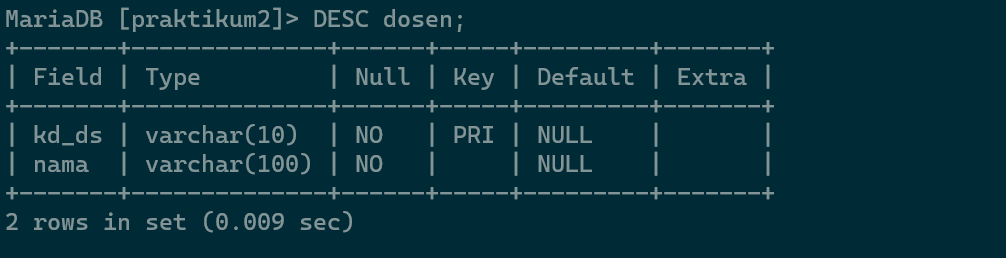 MariaDB [praktikum2]> DESC dosen;
+-------+--------------+------+-----+---------+-------+
| Field | Type         | Null | Key | Default | Extra |
+-------+--------------+------+-----+---------+-------+
| kd_ds | varchar(10)  | NO   | PRI | NULL    |       |
| nama  | varchar(100) | NO   |     | NULL    |       |
+-------+--------------+------+-----+---------+-------+
2 rows in set (0.009 sec)